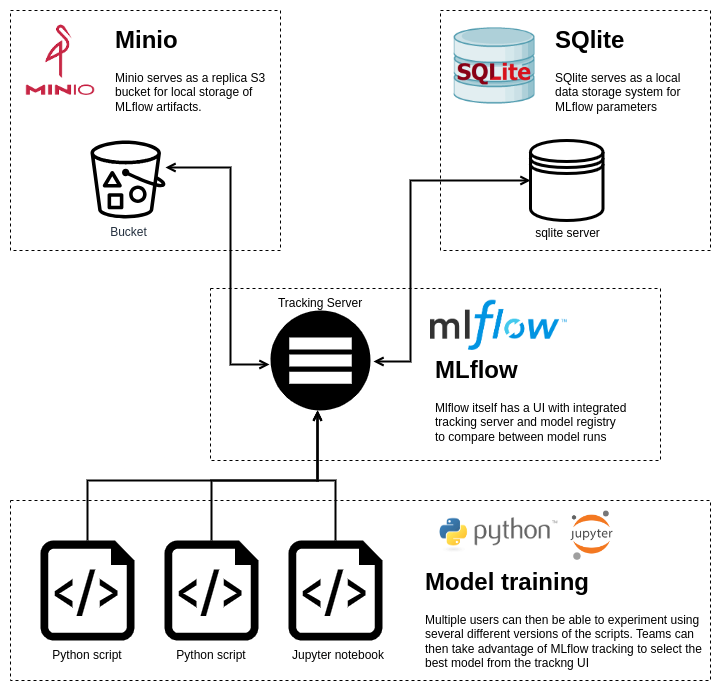 MINIO
Minio
Minio serves as a replica S3
bucket for local storage of
MLflow artifacts.
Bucket
SQLite
SQlite
SQlite serves as a local
data storage system for
MLflow parameters
sqlite server
Tracking Server
mlflow™
MLflow
Mlflow itself has a UI with integrated
tracking server and model registry
to compare between model runs
python™
jupyter
Model training
Multiple users can then be able to experiment using
several different versions of the scripts. Teams can
then take advantage of MLflow tracking to select the
best model from the trackng UI
</>
Python script
</>
Python script
</>
Jupyter notebook